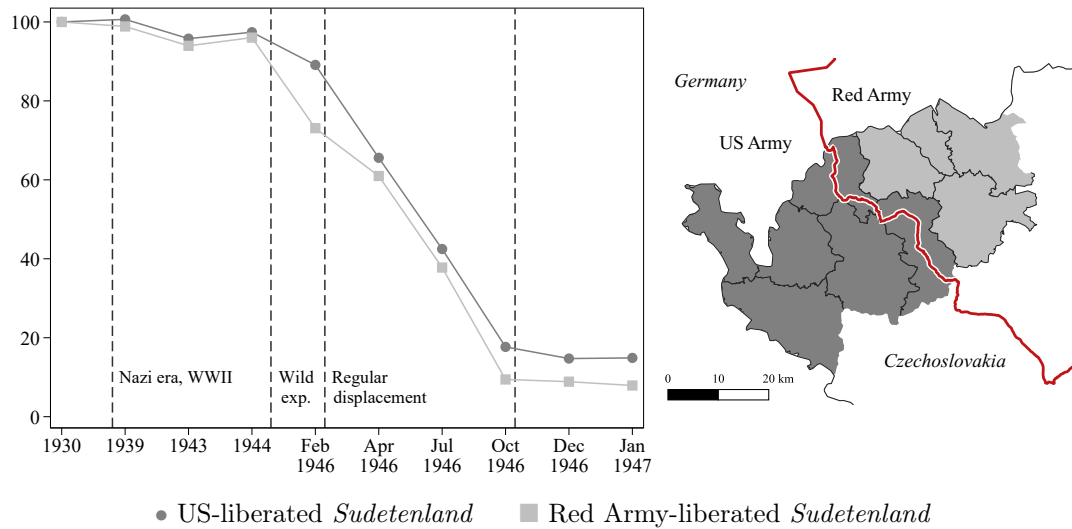 100
80
60
40
20
0
Nazi era, WWII
Wild
exp.
Regular
displacement
1930
1939
1943
1944
Feb
1946
Apr
1946
Jul
1946
Oct
1946
Dec
1946
Jan
1947
Germany
Red Army
US Army
Czechoslovakia
0 10 20 km
US-liberated Sudetenland
Red Army-liberated Sudetenland